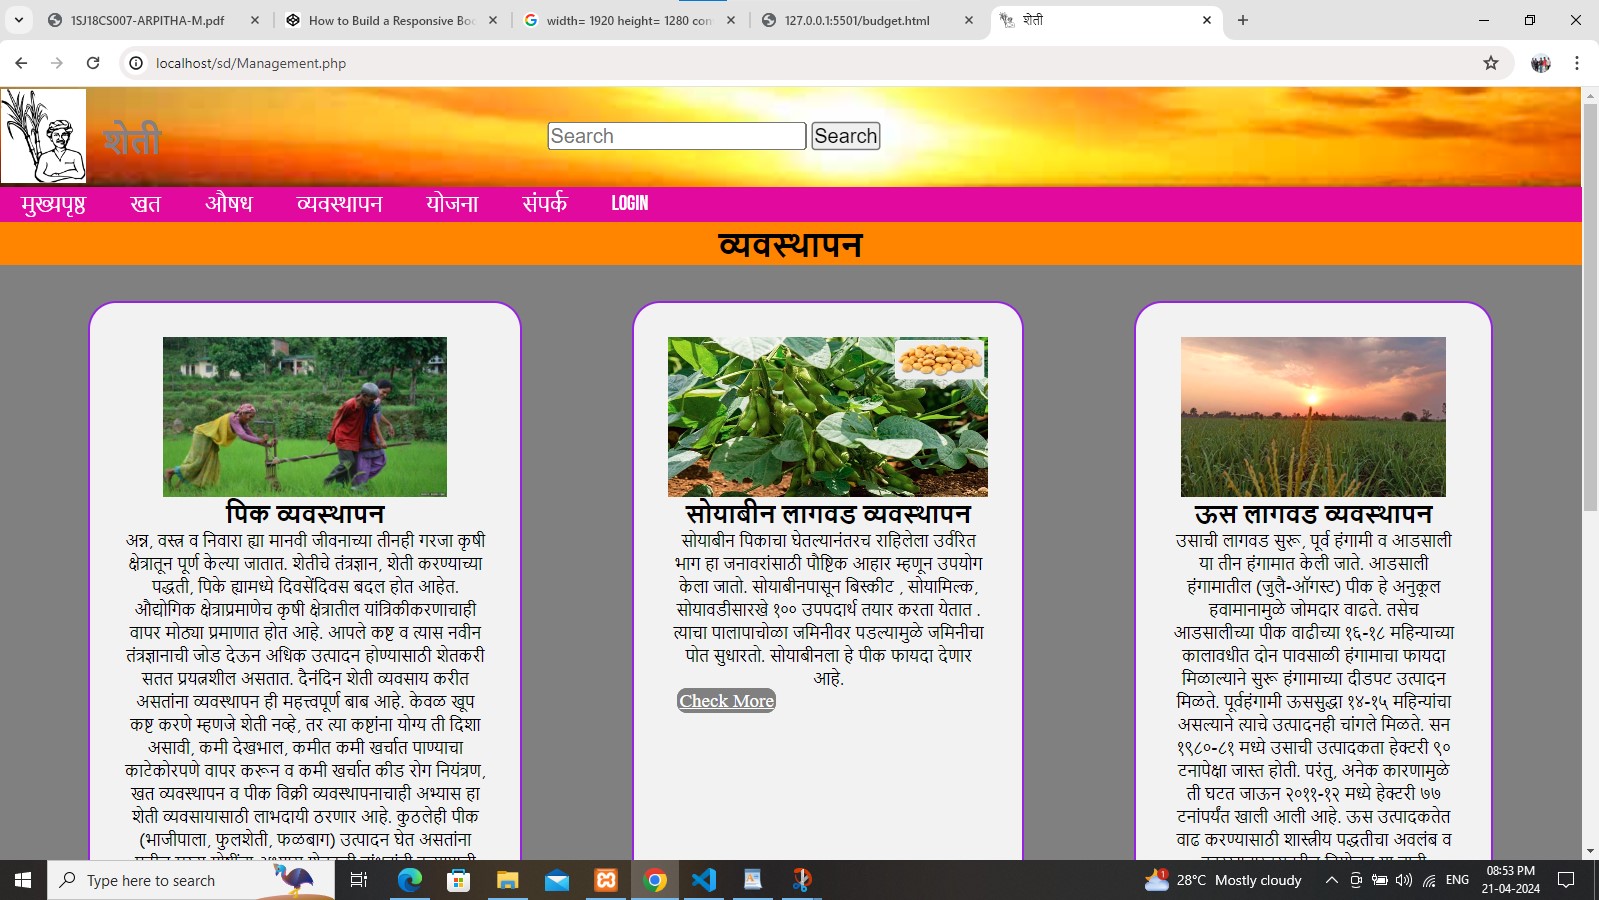 1SJ18CS007-ARPITHA-M.pdf
How to Build a Responsive Boo
width= 1920 height= 1280 con
127.0.0.1:5501/budget.html
शेती
localhost/sd/Management.php
शेती
Search
Search
मुख्यपृष्ठ खत औषध व्यवस्थापन योजना संपर्क LOGIN
व्यवस्थापन
पिक व्यवस्थापन
अन्न, वस्त्र व निवारा ह्या मानवी जीवनाच्या तीनही गरजा कृषी
क्षेत्रातून पूर्ण केल्या जातात. शेतीचे तंत्रज्ञान, शेती करण्याच्या
पद्धती, पिके ह्यामध्ये दिवसेंदिवस बदल होत आहेत.
औद्योगिक क्षेत्राप्रमाणेच कृषी क्षेत्रातील यांत्रिकीकरणाचाही
वापर मोठ्या प्रमाणात होत आहे. आपले कष्ट व त्यास नवीन
तंत्रज्ञानाची जोड देऊन अधिक उत्पादन होण्यासाठी शेतकरी
सतत प्रयत्नशील असतात. दैनंदिन शेती व्यवसाय करीत
असतांना व्यवस्थापन ही महत्त्वपूर्ण बाब आहे. केवळ खूप
कष्ट करणे म्हणजे शेती नव्हे, तर त्या कष्टांना योग्य ती दिशा
असावी, कमी देखभाल, कमीत कमी खर्चात पाण्याचा
काटेकोरपणे वापर करून व कमी खर्चात कीड रोग नियंत्रण,
खत व्यवस्थापन व पीक विक्री व्यवस्थापनाचाही अभ्यास हा
शेती व्यवसायासाठी लाभदायी ठरणार आहे. कुठलेही पीक
(भाजीपाला, फुलशेती, फळबाग) उत्पादन घेत असतांना
सोयाबीन लागवड व्यवस्थापन
सोयाबीन पिकाचा घेतल्यानंतरच राहिलेला उर्वरित
भाग हा जनावरांसाठी पौष्टिक आहार म्हणून उपयोग
केला जातो. सोयाबीनपासून बिस्कीट , सोयामिल्क,
सोयावडीसारखे १०० उपपदार्थ तयार करता येतात .
त्याचा पालापाचोळा जमिनीवर पडल्यामुळे जमिनीचा
पोत सुधारतो. सोयाबीनला हे पीक फायदा देणार
आहे.
Check More
ऊस लागवड व्यवस्थापन
उसाची लागवड सुरू, पूर्व हंगामी व आडसाली
या तीन हंगामात केली जाते. आडसाली
हंगामातील (जुलै-ऑगस्ट) पीक हे अनुकूल
हवामानामुळे जोमदार वाढते. तसेच
आडसालीच्या पीक वाढीच्या १६-१८ महिन्याच्या
कालावधीत दोन पावसाळी हंगामाचा फायदा
मिळाल्याने सुरू हंगामाच्या दीडपट उत्पादन
मिळते. पूर्वहंगामी ऊससुद्धा १४-१५ महिन्यांचा
असल्याने त्याचे उत्पादनही चांगले मिळते. सन
१९८०-८१ मध्ये उसाची उत्पादकता हेक्टरी ९०
टनापेक्षा जास्त होती. परंतु, अनेक कारणामुळे
ती घटत जाऊन २०११-१२ मध्ये हेक्टरी ७७
टनांपर्यंत खाली आली आहे. ऊस उत्पादकतेत
वाढ करण्यासाठी शास्त्रीय पद्धतीचा अवलंब व
Type here to search
28°C Mostly cloudy
ENG
08:53 PM
21-04-2024